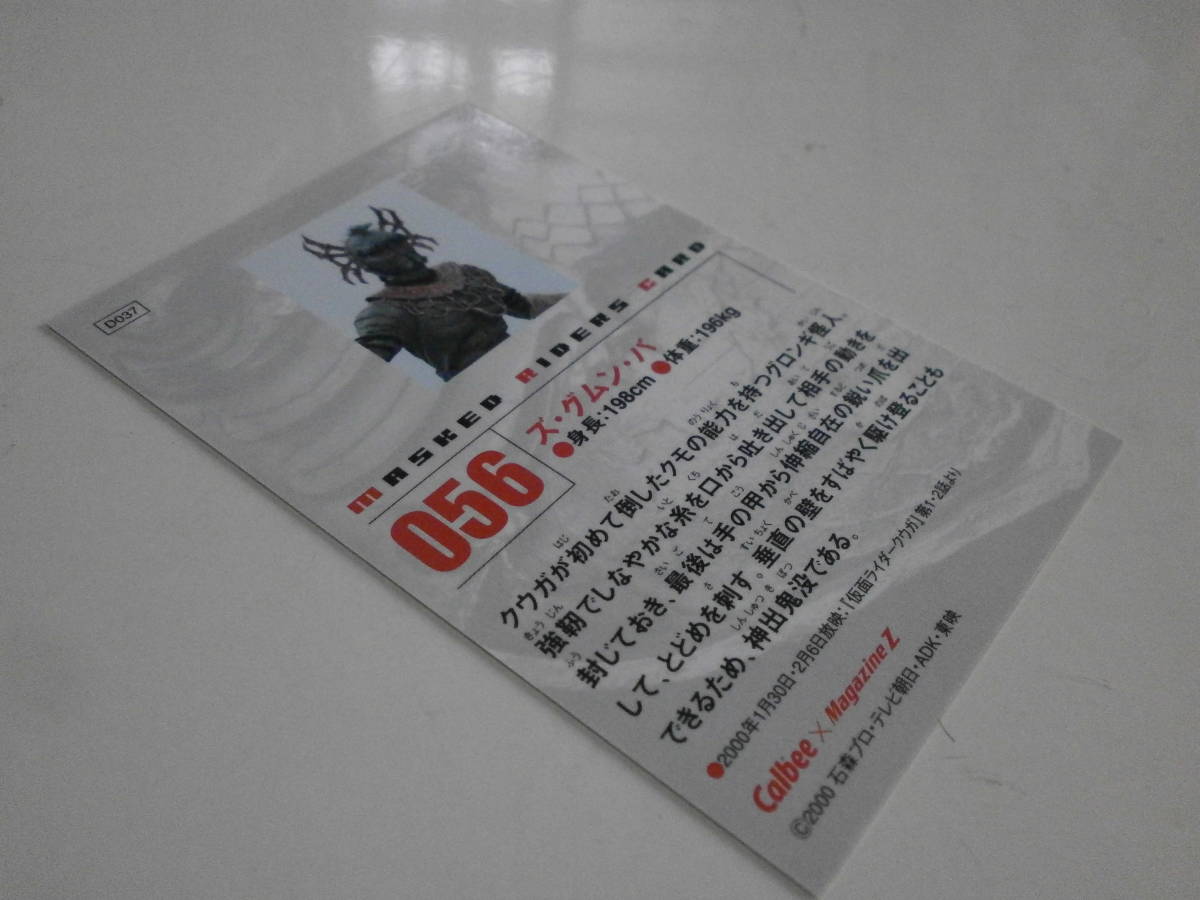 D037
MASKED RIDERS CARD
056
ズ・グムン・バ
●身長:198cm ●体重:196kg
クウガが初めて倒したクモの能力を持つグロンギ怪人。
強靭でしなやかな糸を口から吐き出して相手の動きを
封じておき、最後は手の甲から伸縮自在の鋭い爪を出
して、とどめを刺す。垂直の壁をすばやく駆け登ることも
できるため、神出鬼没である。
●2000年1月30日・2月6日放映:『仮面ライダークウガ』第1・2話より
Calbee × Magazine Z
©2000 石森プロ・テレビ朝日・ADK・東映